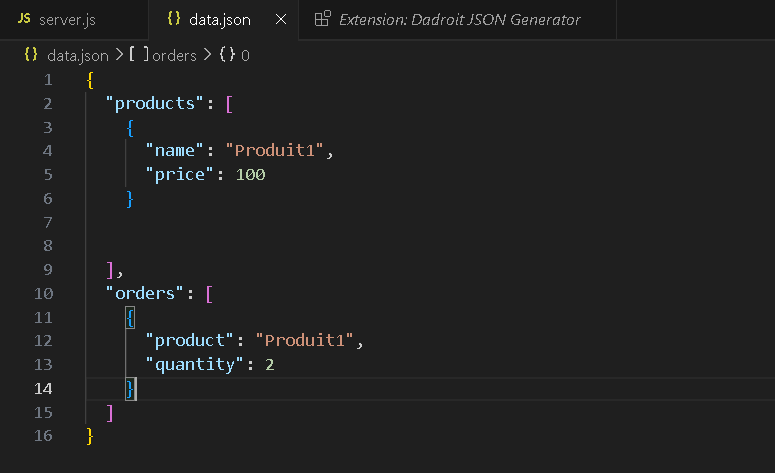 JS server.js {} data.json × Extension: Dadroit JSON Generator
{} data.json > [ ] orders > {} 0
1 {
2 "products": [
3 {
4 "name": "Produit1",
5 "price": 100
6 }
7
8
9 ],
10 "orders": [
11 {
12 "product": "Produit1",
13 "quantity": 2
14 }
15 ]
16 }